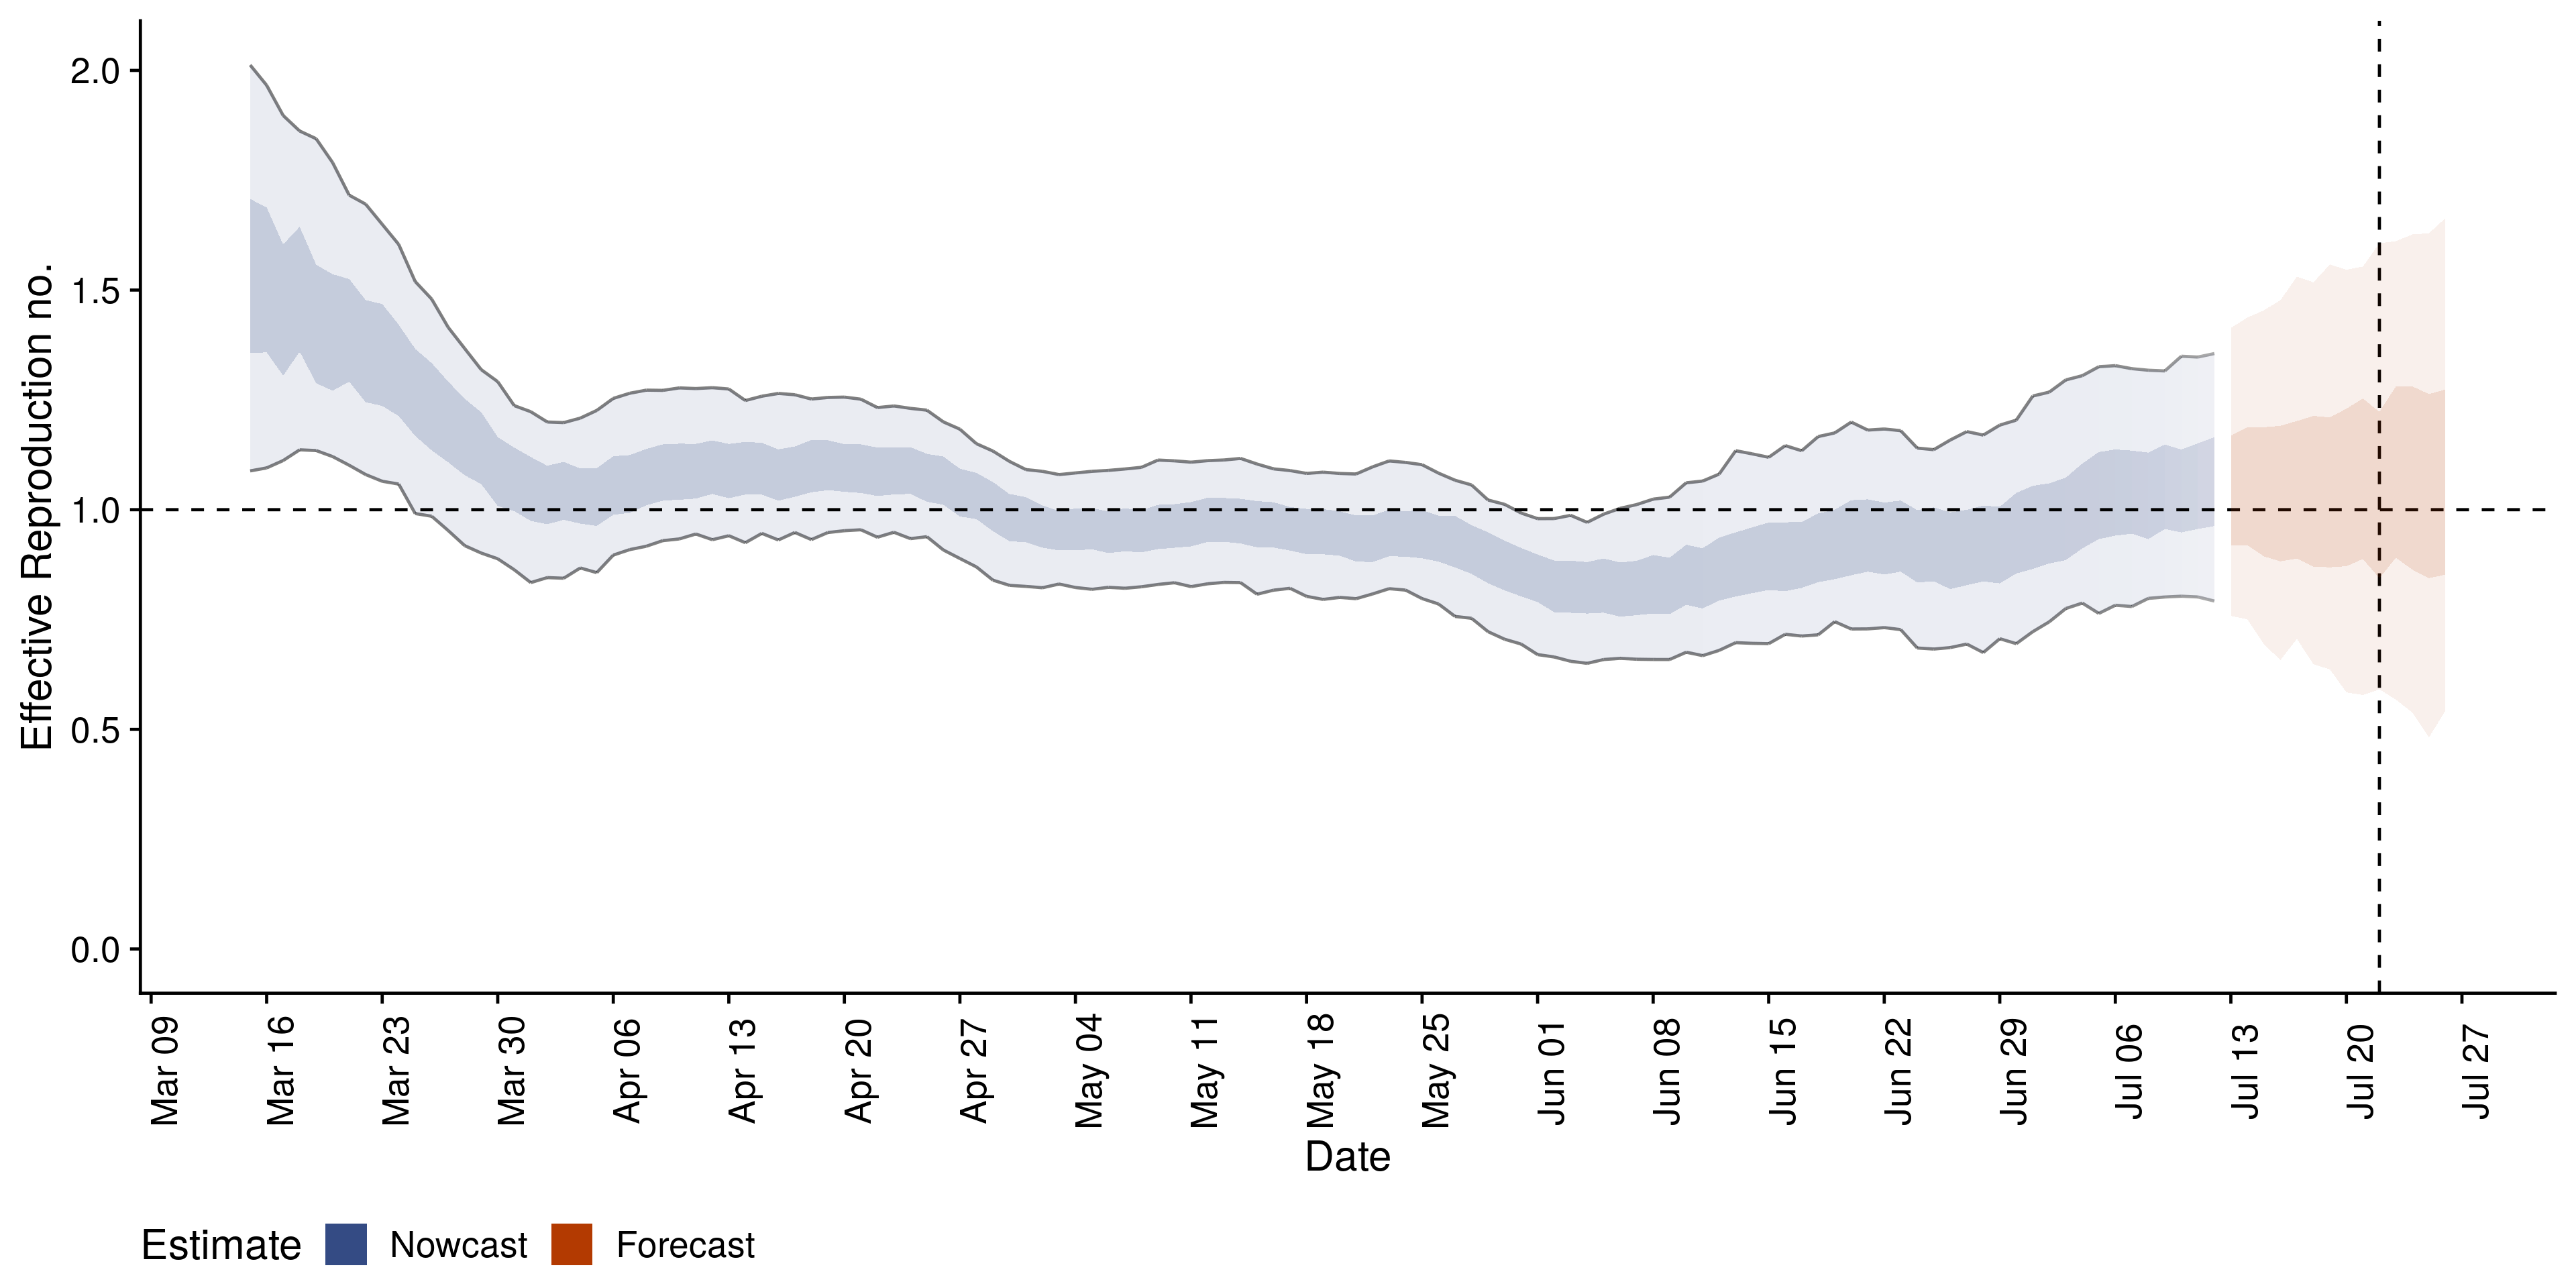 Effective Reproduction no.
2.0
1.5
1.0
0.5
0.0
Mar 09
Mar 16
Mar 23
Mar 30
Apr 06
Apr 13
Apr 20
Apr 27
May 04
May 11
May 18
May 25
Jun 01
Jun 08
Jun 15
Jun 22
Jun 29
Jul 06
Jul 13
Jul 20
Jul 27
Date
Estimate Nowcast Forecast